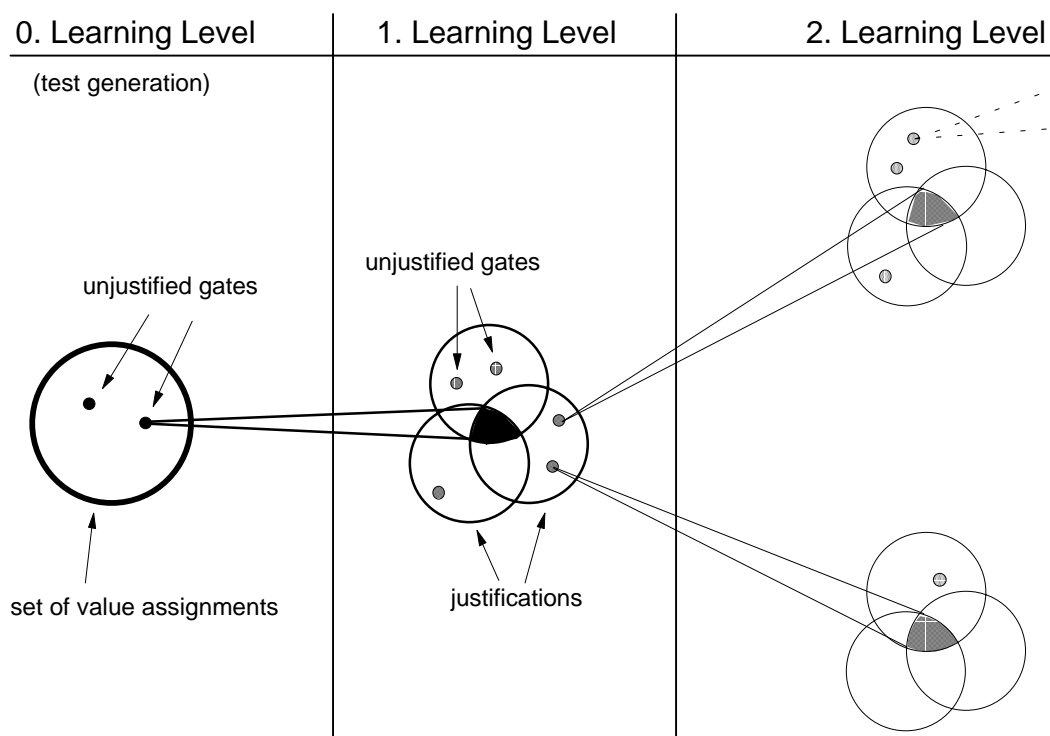 0. Learning Level
1. Learning Level
2. Learning Level
(test generation)
unjustified gates
unjustified gates
set of value assignments
justifications